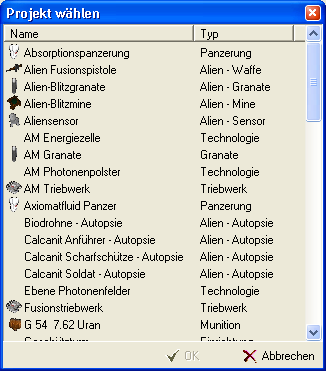 Projekt wählen
Name Typ
Absorptionspanzerung Panzerung
Alien Fusionspistole Alien - Waffe
Alien-Blitzgranate Alien - Granate
Alien-Blitzmine Alien - Mine
Aliensensor Alien - Sensor
AM Energiezelle Technologie
AM Granate Granate
AM Photonenpolster Technologie
AM Triebwerk Triebwerk
Axiomatfluid Panzer Panzerung
Biodrohne - Autopsie Alien - Autopsie
Calcanit Anführer - Autopsie Alien - Autopsie
Calcanit Scharfschütze - Autopsie Alien - Autopsie
Calcanit Soldat - Autopsie Alien - Autopsie
Ebene Photonenfelder Technologie
Fusionstriebwerk Triebwerk
G 54 7.62 Uran Munition
OK Abbrechen